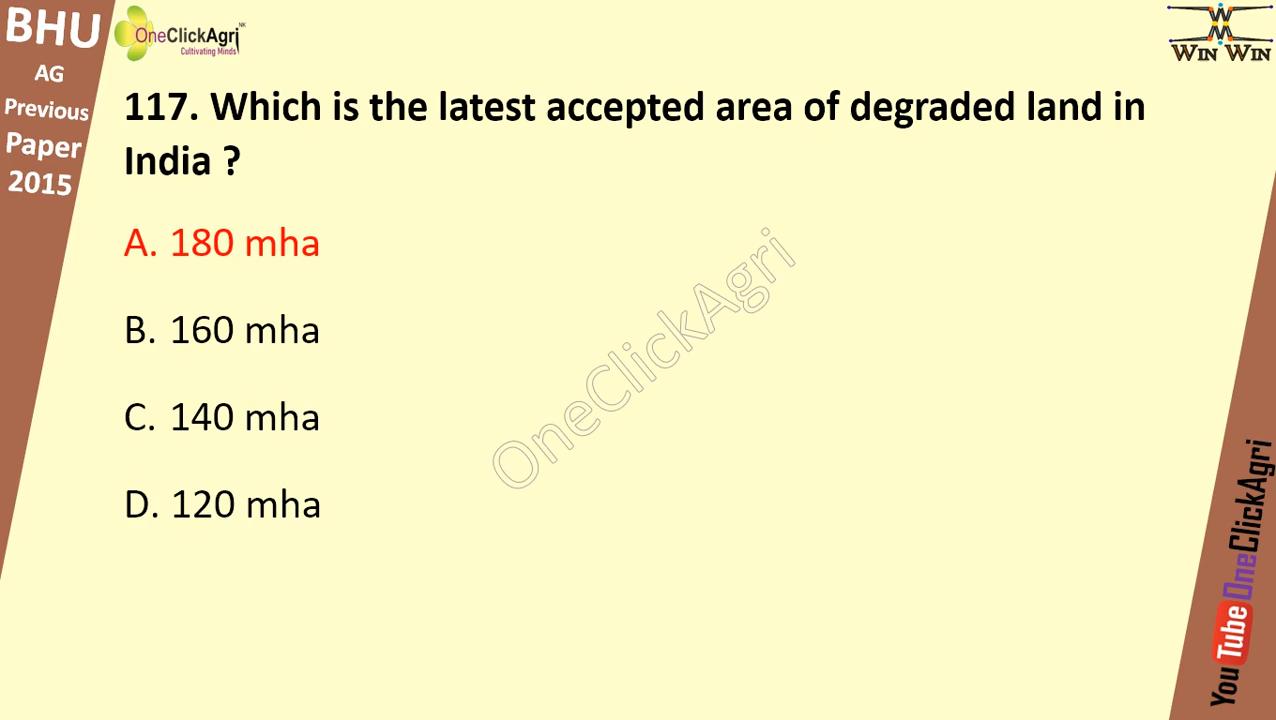 BHU
AG
Previous
Paper
2015
OneClickAgri NK
Cultivating Minds
WIN WIN
117. Which is the latest accepted area of degraded land in
India ?
A. 180 mha
B. 160 mha
C. 140 mha
D. 120 mha
OneClickAgri
YouTube OneClickAgri